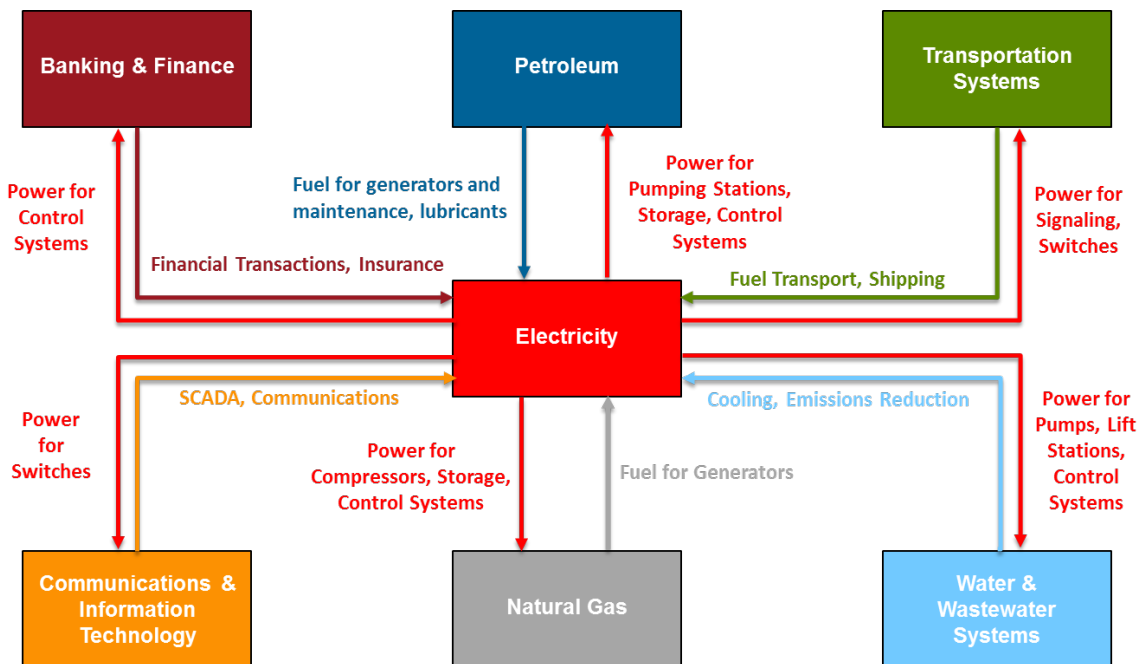 Banking & Finance
Petroleum
Transportation
Systems
Power for
Control
Systems
Fuel for generators and
maintenance, lubricants
Power for
Pumping Stations,
Storage, Control
Systems
Power for
Signaling,
Switches
Financial Transactions, Insurance
Fuel Transport, Shipping
Electricity
SCADA, Communications
Cooling, Emissions Reduction
Power
for
Switches
Power for
Compressors, Storage,
Control Systems
Fuel for Generators
Power for
Pumps, Lift
Stations,
Control
Systems
Communications &
Information
Technology
Natural Gas
Water &
Wastewater
Systems